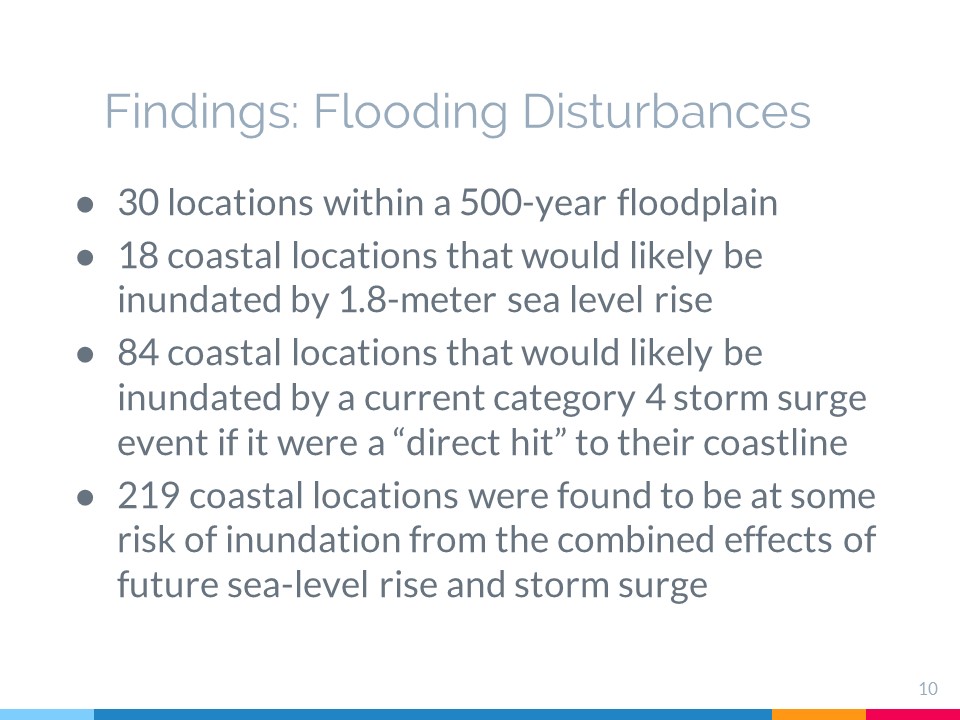 Findings: Flooding Disturbances
● 30 locations within a 500-year floodplain
● 18 coastal locations that would likely be
inundated by 1.8-meter sea level rise
● 84 coastal locations that would likely be
inundated by a current category 4 storm surge
event if it were a “direct hit” to their coastline
● 219 coastal locations were found to be at some
risk of inundation from the combined effects of
future sea-level rise and storm surge
10